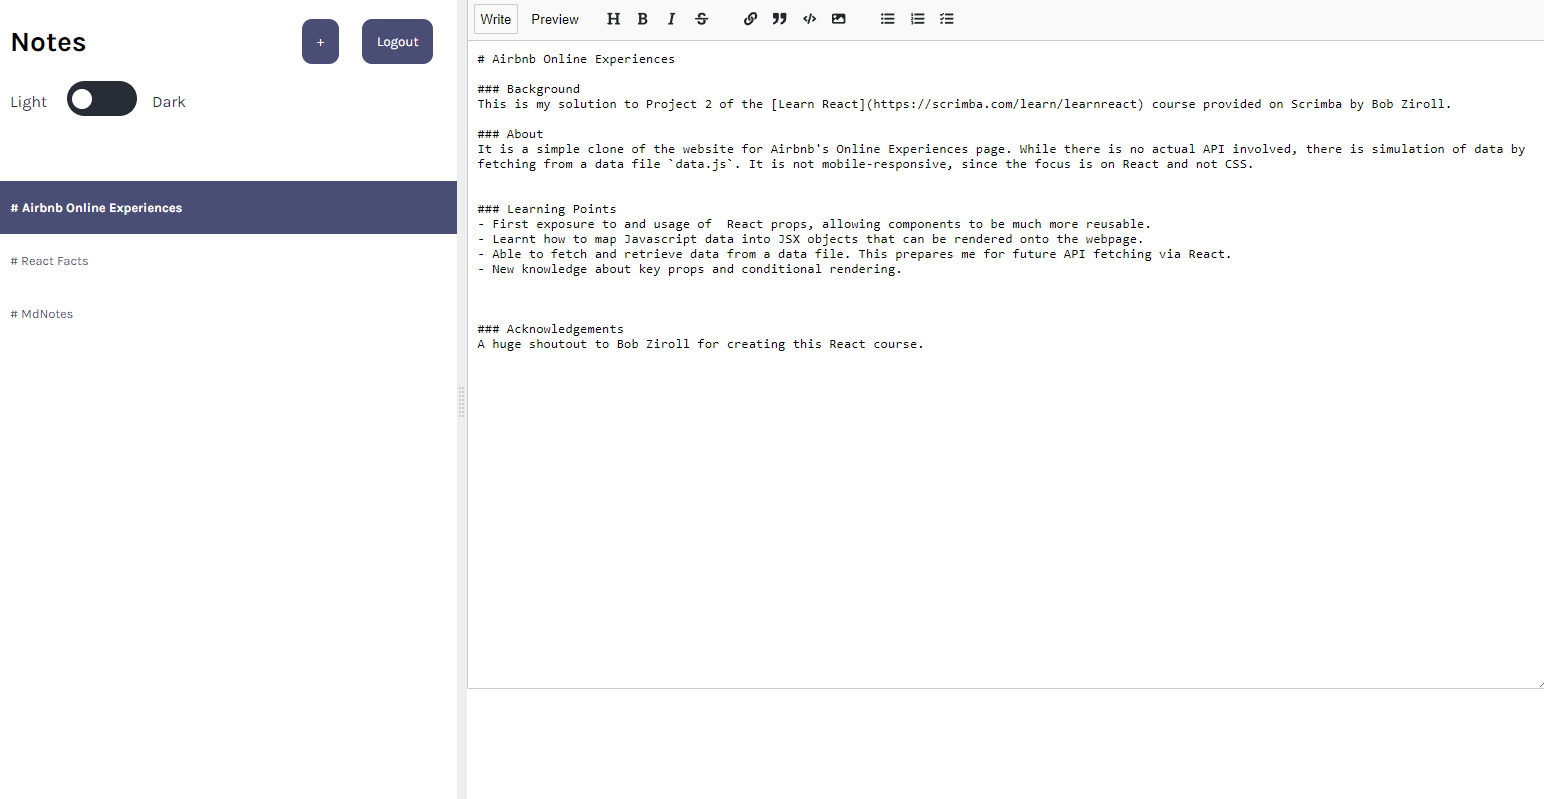 Notes
+
Logout
Light
Dark
# Airbnb Online Experiences
# React Facts
# MdNotes
Write
Preview
H B I S
# Airbnb Online Experiences
### Background
This is my solution to Project 2 of the [Learn React](https://scrimba.com/learn/learnreact) course provided on Scrimba by Bob Ziroll.
### About
It is a simple clone of the website for Airbnb's Online Experiences page. While there is no actual API involved, there is simulation of data by
fetching from a data file `data.js`. It is not mobile-responsive, since the focus is on React and not CSS.
### Learning Points
- First exposure to and usage of  React props, allowing components to be much more reusable.
- Learnt how to map Javascript data into JSX objects that can be rendered onto the webpage.
- Able to fetch and retrieve data from a data file. This prepares me for future API fetching via React.
- New knowledge about key props and conditional rendering.
### Acknowledgements
A huge shoutout to Bob Ziroll for creating this React course.